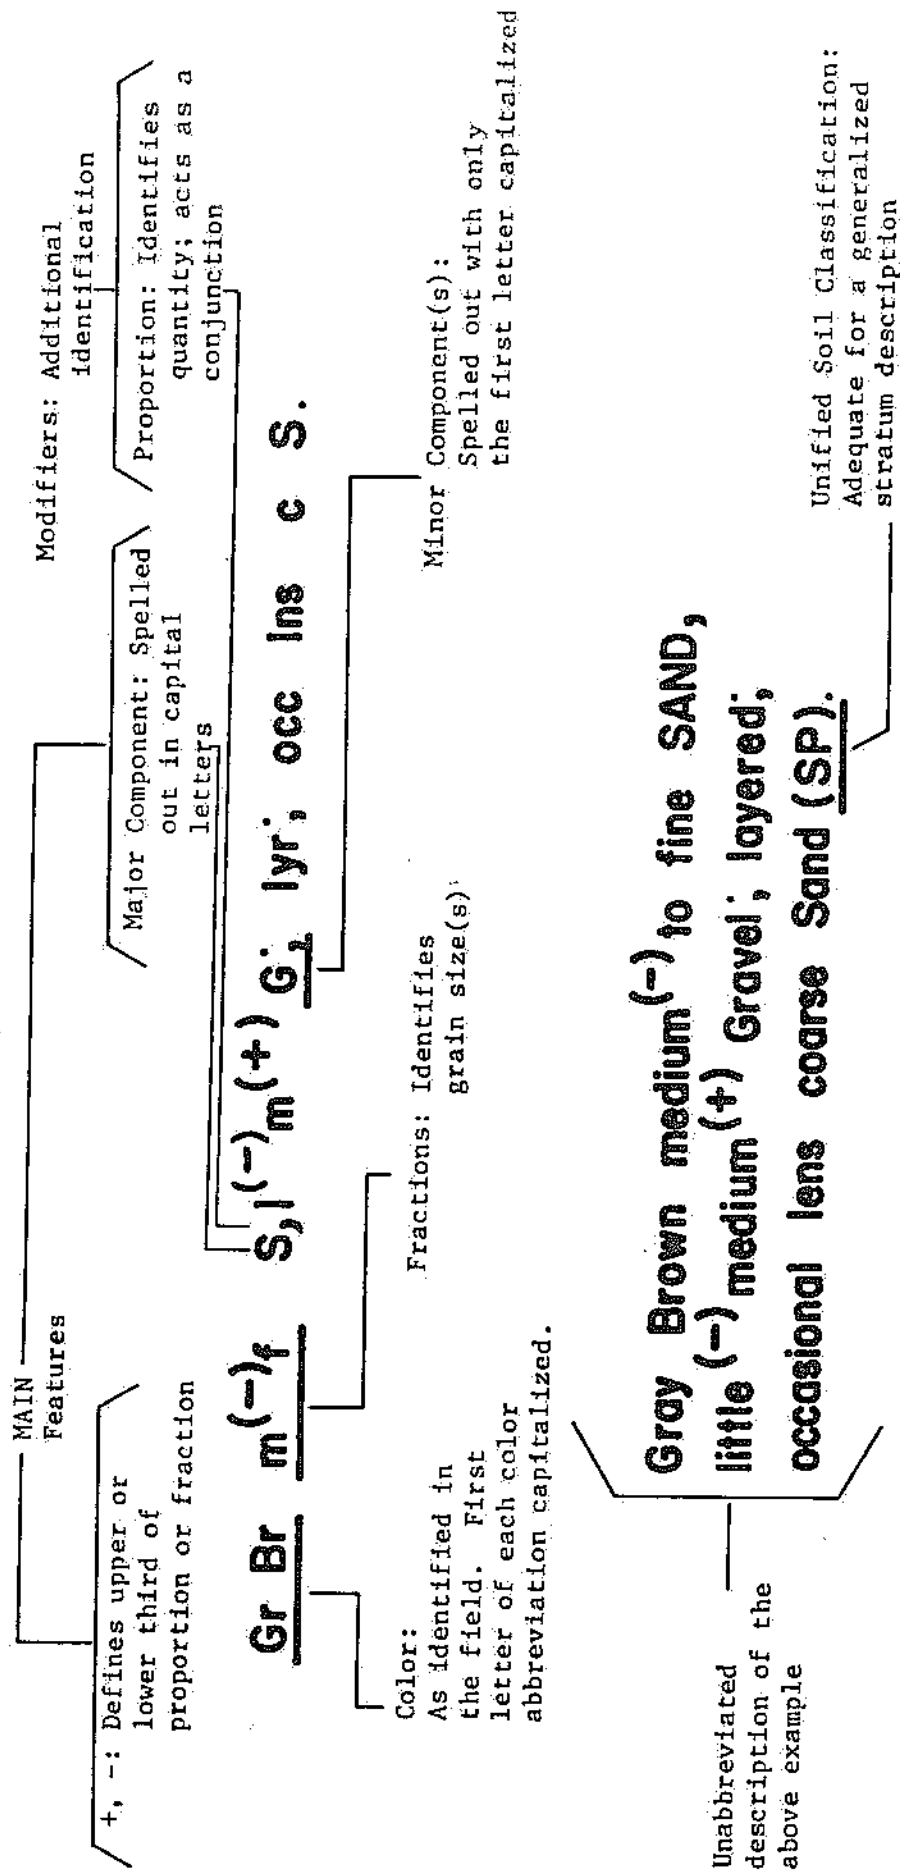 MAIN
Features
+, -: Defines upper or
lower third of
proportion or fraction
Major Component: Spelled
out in capital
letters
Modifiers: Additional
identification
Proportion: Identifies
quantity; acts as a
conjunction
Gr Br m(-)f S, l(-)m(+) G; lyr; occ lns c S.
Color:
As identified in
the field. First
letter of each color
abbreviation capitalized.
Fractions: Identifies
grain size(s)
Minor Component(s):
Spelled out with only
the first letter capitalized
Unabbreviated
description of the
above example
Gray Brown medium(-) to fine SAND,
little(-) medium(+) Gravel; layered;
occasional lens coarse Sand (SP).
Unified Soil Classification:
Adequate for a generalized
stratum description